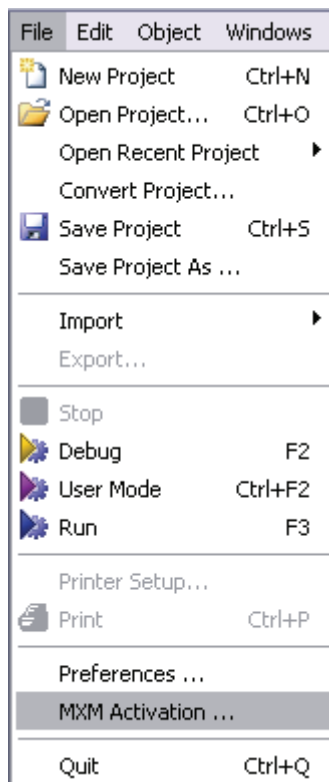 File Edit Object Windows
New Project Ctrl+N
Open Project... Ctrl+O
Open Recent Project
Convert Project...
Save Project Ctrl+S
Save Project As ...
Import
Export...
Stop
Debug F2
User Mode Ctrl+F2
Run F3
Printer Setup...
Print Ctrl+P
Preferences ...
MXM Activation ...
Quit Ctrl+Q